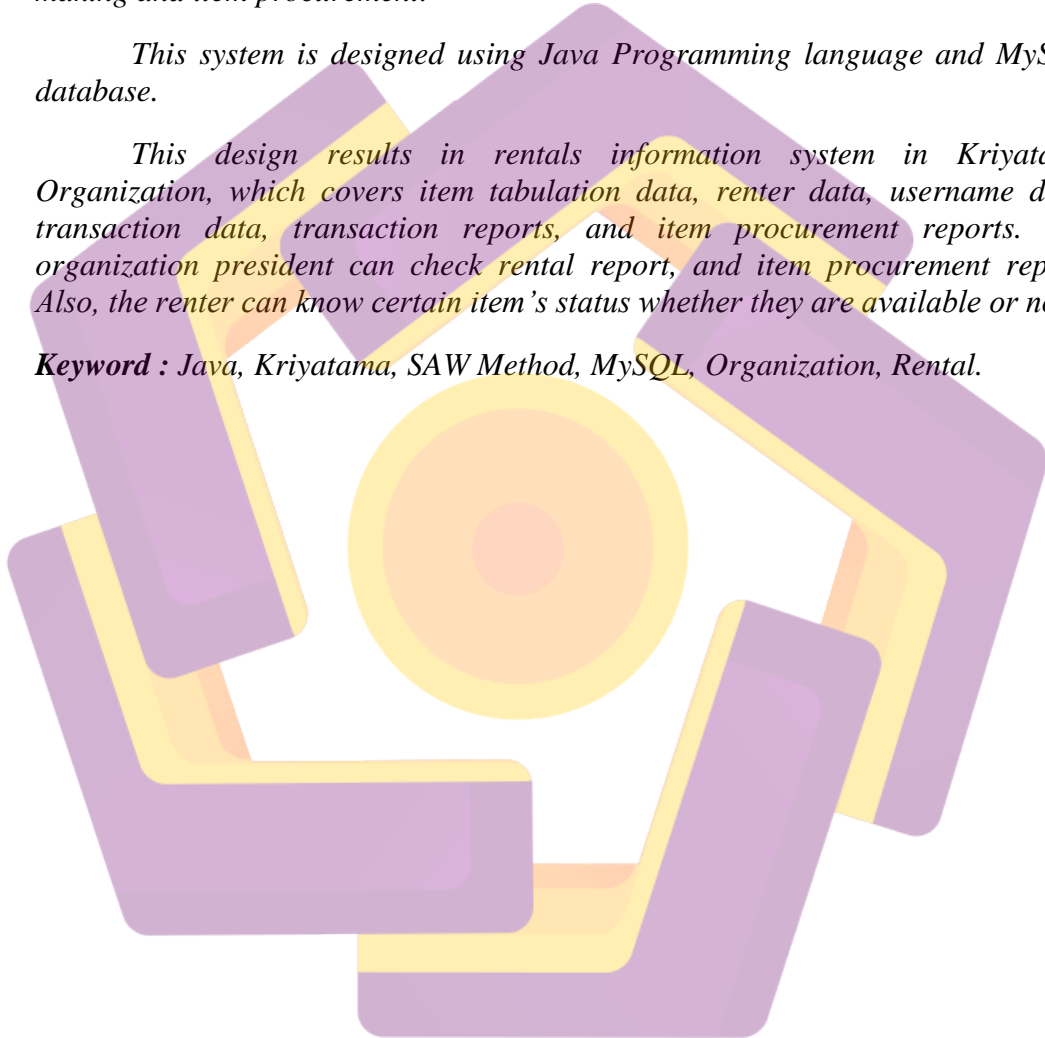 making and item procurement.
This system is designed using Java Programming language and MyS
database.
This design results in rentals information system in Kriyata
Organization, which covers item tabulation data, renter data, username d
transaction data, transaction reports, and item procurement reports.
organization president can check rental report, and item procurement rep
Also, the renter can know certain item's status whether they are available or n
Keyword : Java, Kriyatama, SAW Method, MySQL, Organization, Rental.